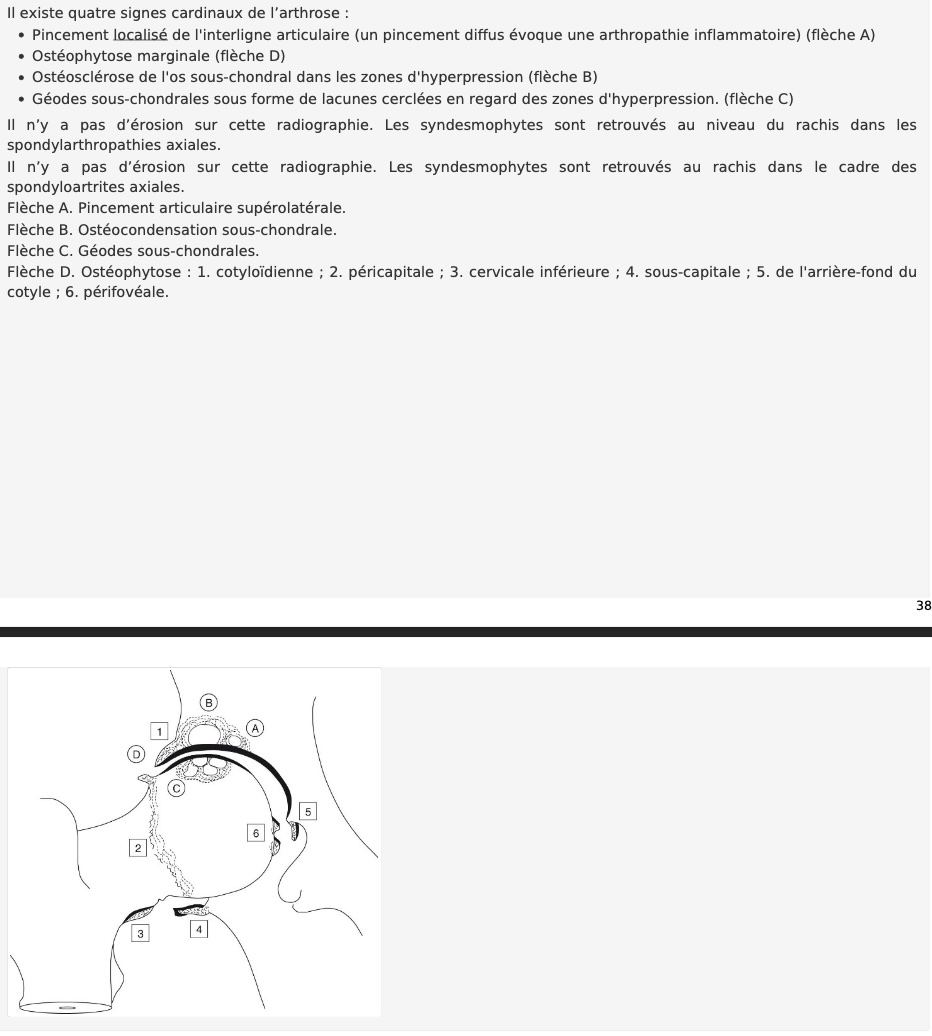 Il existe quatre signes cardinaux de l’arthrose :
• Pincement localisé de l'interligne articulaire (un pincement diffus évoque une arthropathie inflammatoire) (flèche A)
• Ostéophytose marginale (flèche D)
• Ostéosclérose de l'os sous-chondral dans les zones d'hyperpression (flèche B)
• Géodes sous-chondrales sous forme de lacunes cerclées en regard des zones d'hyperpression. (flèche C)
Il n’y a pas d’érosion sur cette radiographie. Les syndesmophytes sont retrouvés au niveau du rachis dans les
spondylarthropathies axiales.
Il n’y a pas d’érosion sur cette radiographie. Les syndesmophytes sont retrouvés au rachis dans le cadre des
spondyloartrites axiales.
Flèche A. Pincement articulaire supérolatérale.
Flèche B. Ostéocondensation sous-chondrale.
Flèche C. Géodes sous-chondrales.
Flèche D. Ostéophytose : 1. cotyloïdienne ; 2. péricapitale ; 3. cervicale inférieure ; 4. sous-capitale ; 5. de l'arrière-fond du
cotyle ; 6. périfovéale.
38
B
A
1
D
C
5
6
2
3
4